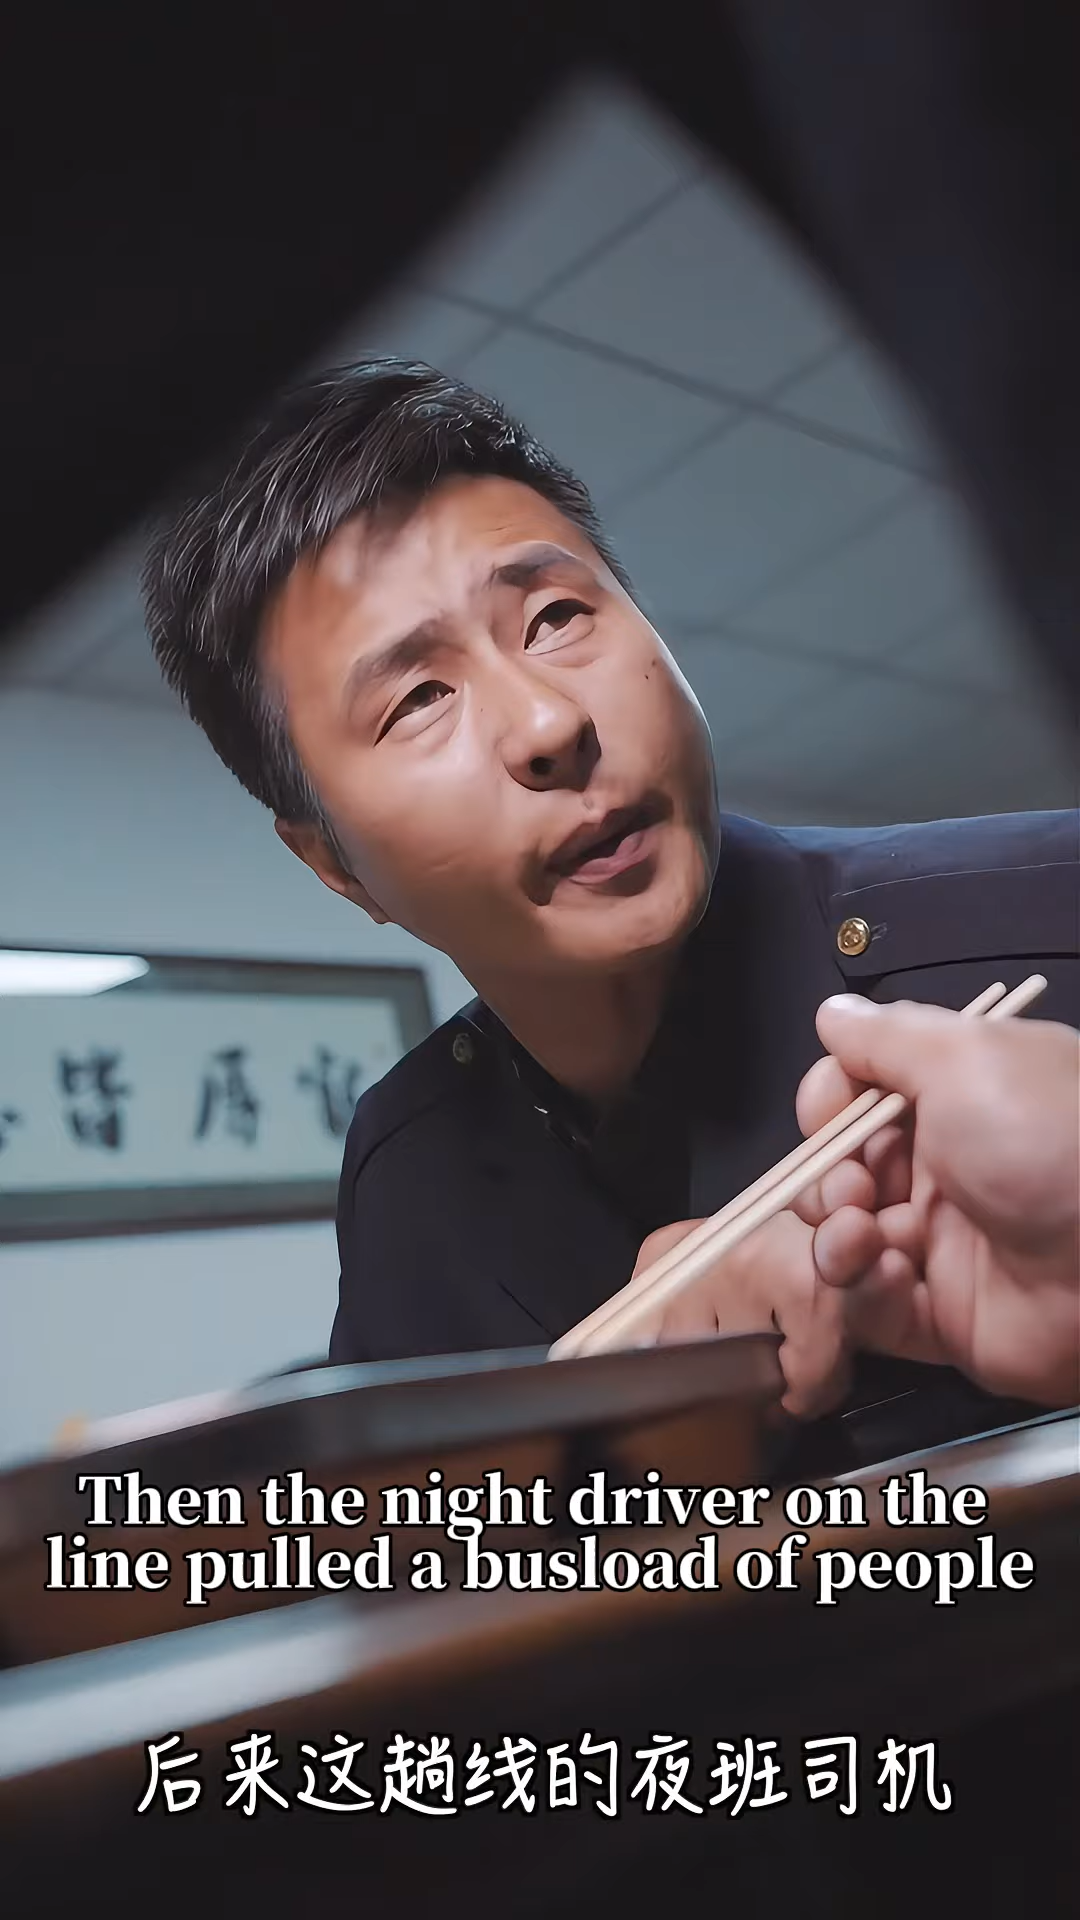 Then the night driver on the
line pulled a busload of people
后来这趟线的夜班司机